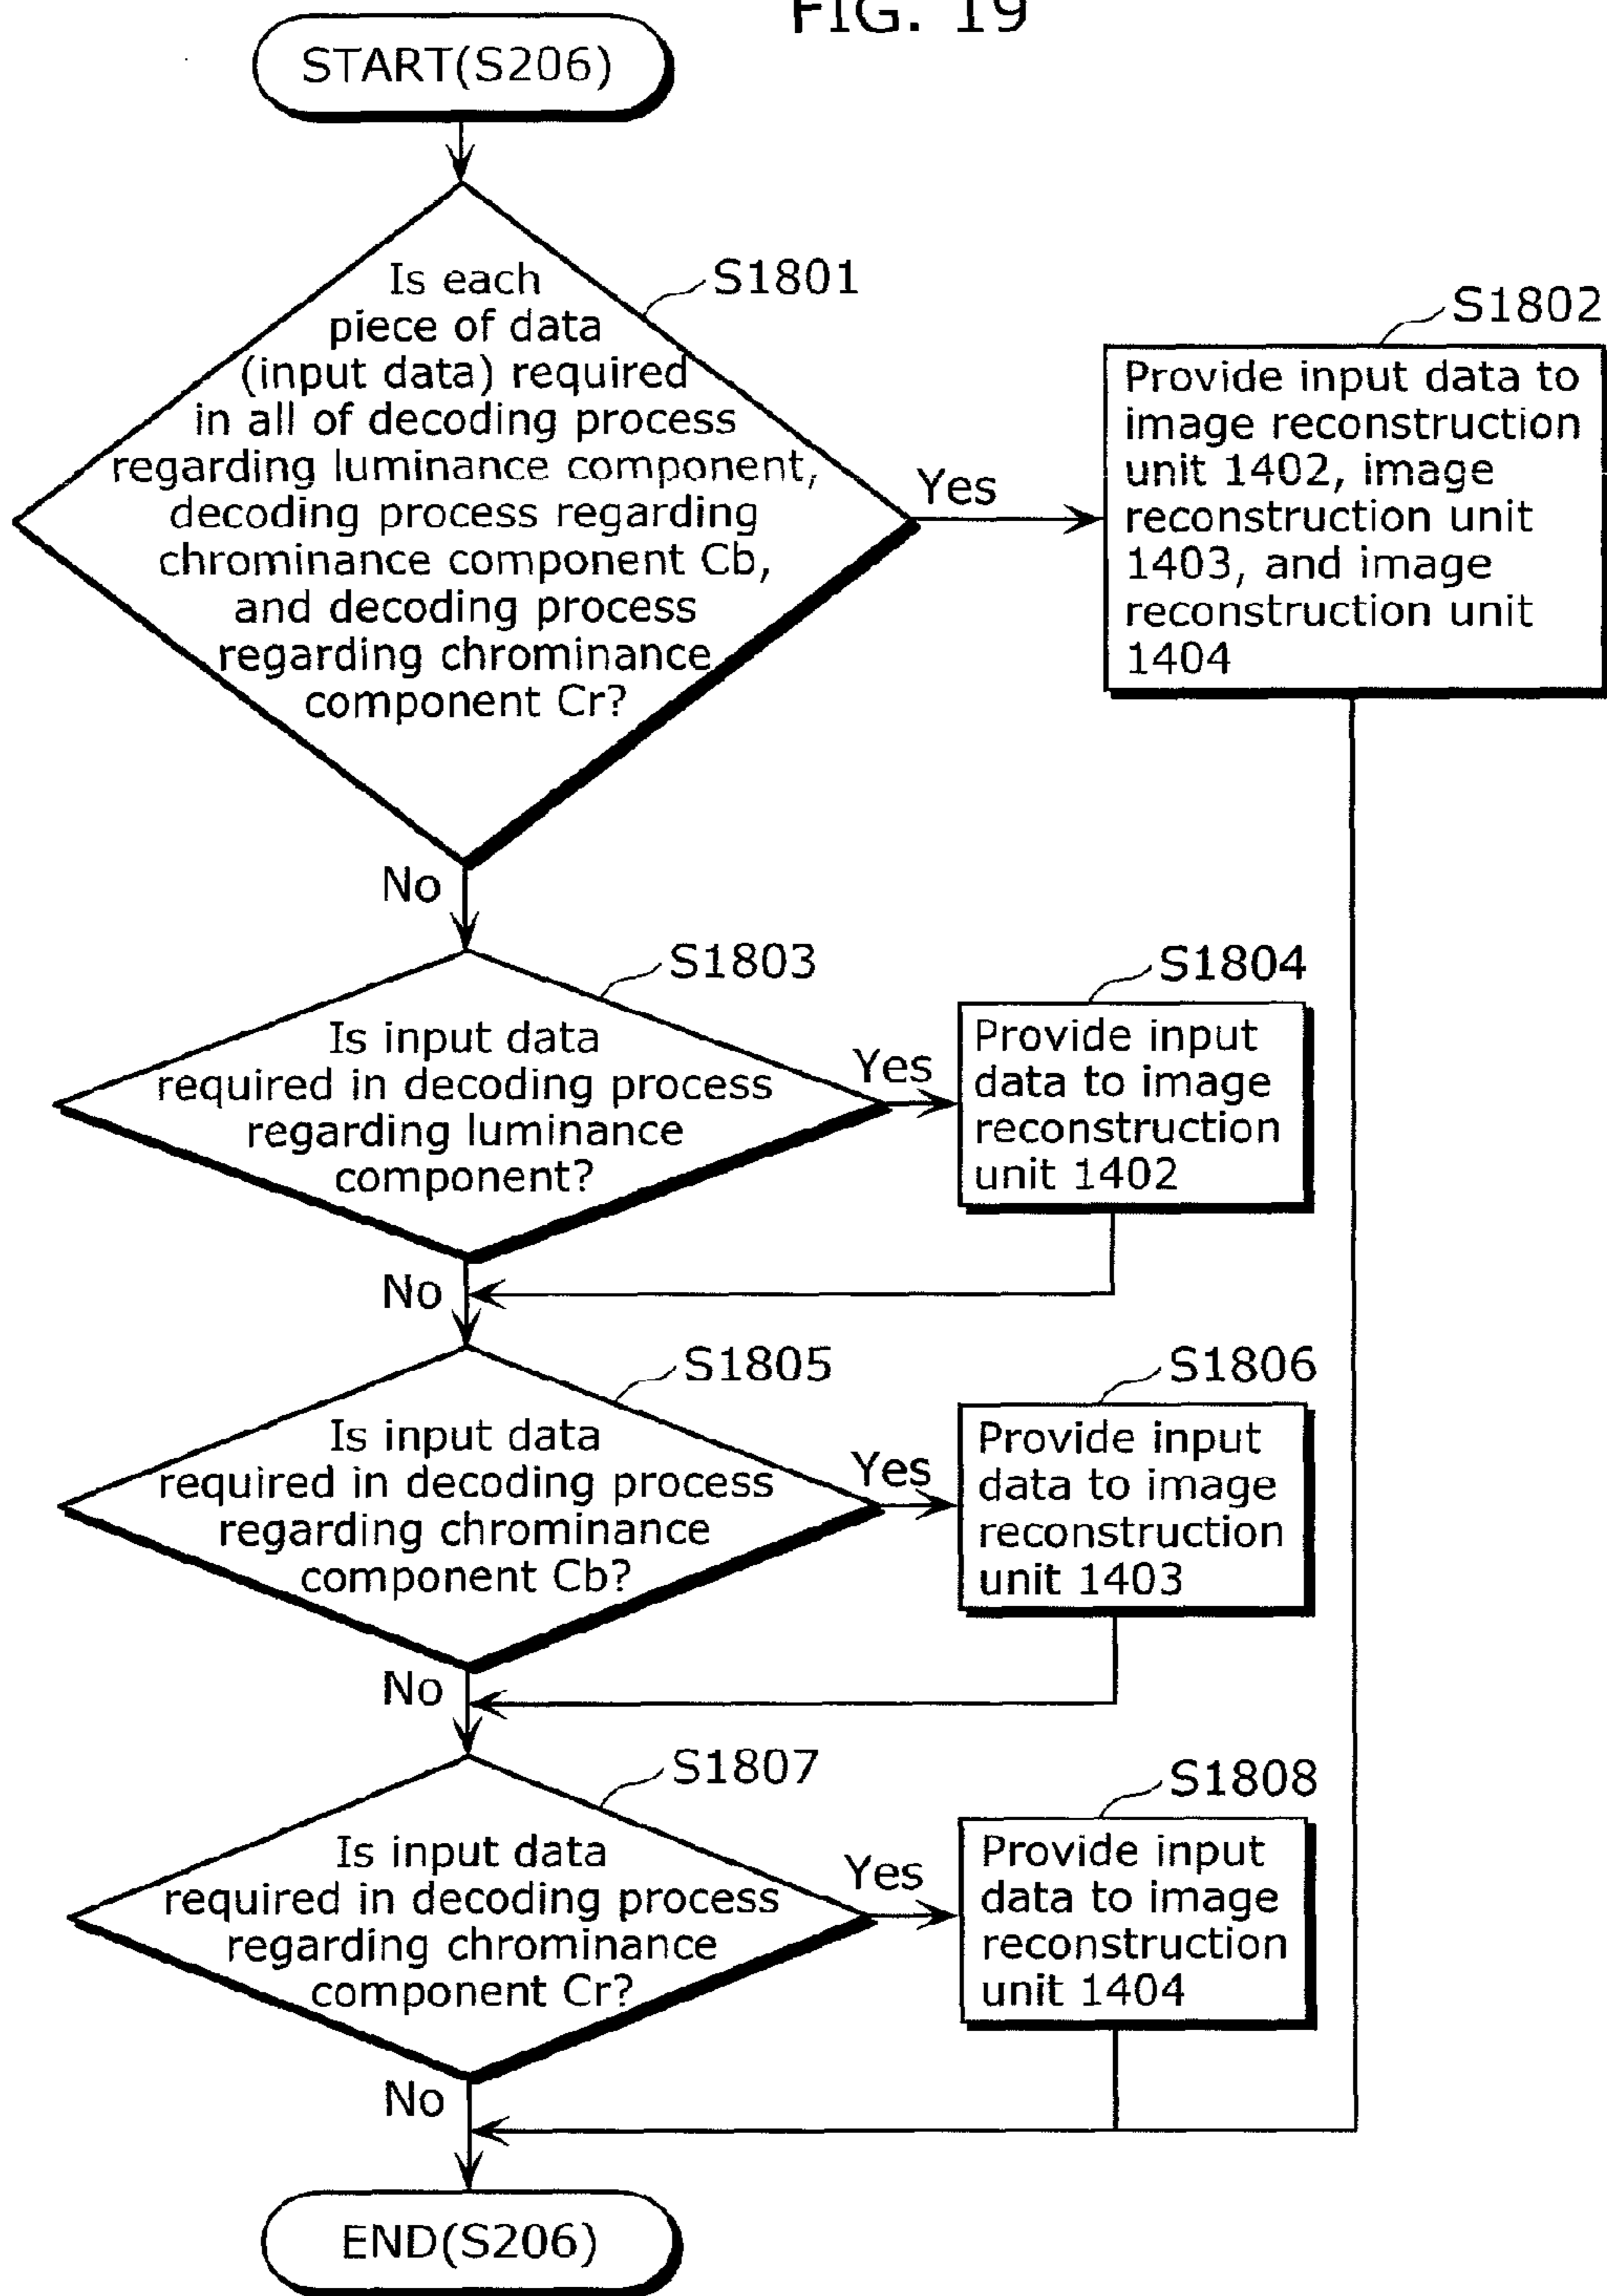 FIG. 19
START(S206)
Is each
piece of data
(input data) required
in all of decoding process
regarding luminance component,
decoding process regarding
chrominance component Cb,
and decoding process
regarding chrominance
component Cr?
S1801
Yes
S1802
Provide input data to
image reconstruction
unit 1402, image
reconstruction unit
1403, and image
reconstruction unit
1404
No
S1803
Is input data
required in decoding process
regarding luminance
component?
Yes
S1804
Provide input
data to image
reconstruction
unit 1402
No
S1805
Is input data
required in decoding process
regarding chrominance
component Cb?
Yes
S1806
Provide input
data to image
reconstruction
unit 1403
No
S1807
Is input data
required in decoding process
regarding chrominance
component Cr?
Yes
S1808
Provide input
data to image
reconstruction
unit 1404
No
END(S206)